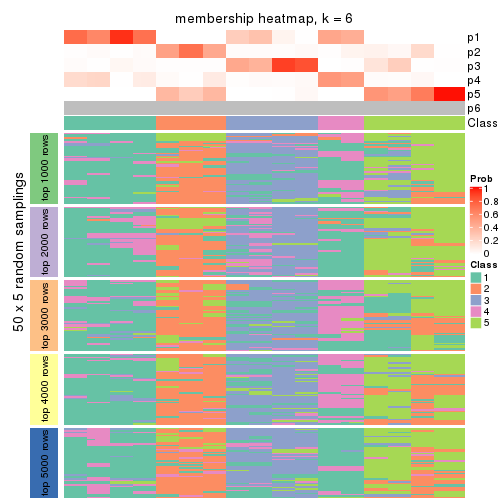 membership heatmap, k = 6
p1
p2
p3
p4
p5
p6
Class
50 x 5 random samplings
top 1000 rows
top 2000 rows
top 3000 rows
top 4000 rows
top 5000 rows
Prob
1
0.8
0.6
0.4
0.2
0
Class
1
2
3
4
5